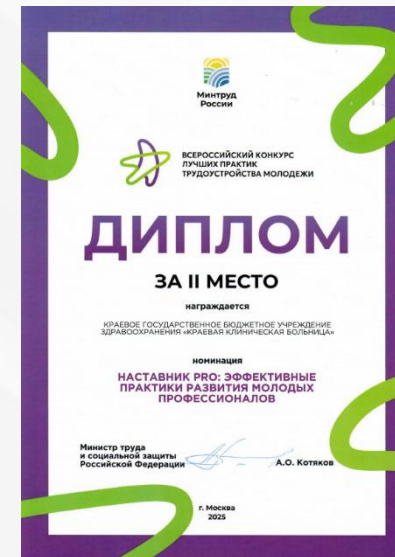 Минтруд
России
ВСЕРОССИЙСКИЙ КОНКУРС
ЛУЧШИХ ПРАКТИК
ТРУДОУСТРОЙСТВА МОЛОДЕЖИ
ДИПЛОМ
ЗА II МЕСТО
награждается
КРАЕВОЕ ГОСУДАРСТВЕННОЕ БЮДЖЕТНОЕ УЧРЕЖДЕНИЕ
ЗДРАВООХРАНЕНИЯ «КРАЕВАЯ КЛИНИЧЕСКАЯ БОЛЬНИЦА»
номинация
НАСТАВНИК PRO: ЭФФЕКТИВНЫЕ
ПРАКТИКИ РАЗВИТИЯ МОЛОДЫХ
ПРОФЕССИОНАЛОВ
Министр труда
и социальной защиты
Российской Федерации
А.О. Котяков
г. Москва
2025